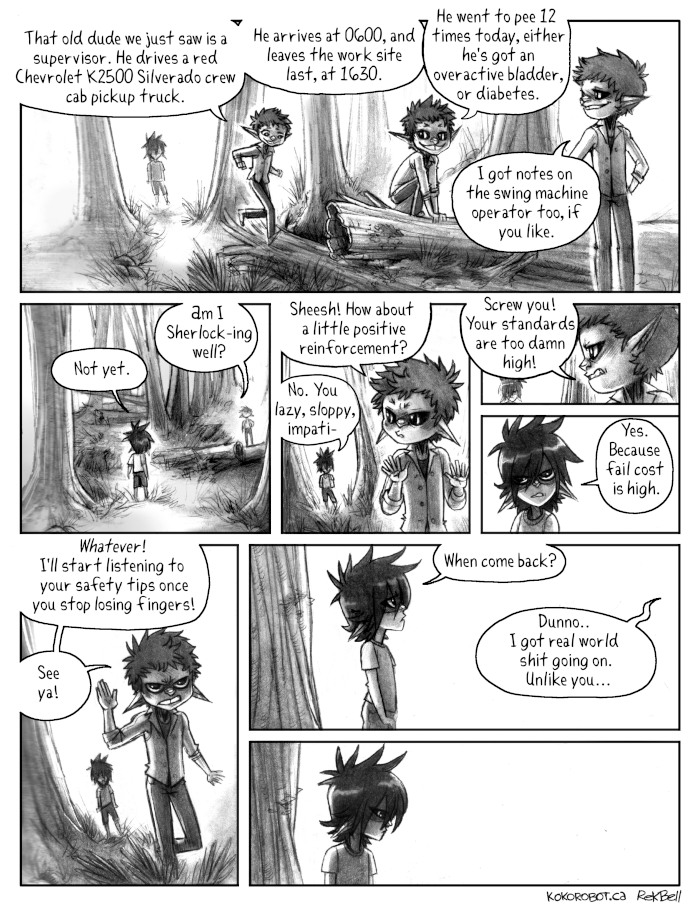 That old dude we just saw is a
supervisor. He drives a red
Chevrolet K2500 Silverado crew
cab pickup truck.
He arrives at 0600, and
leaves the work site
last, at 1630.
He went to pee 12
times today, either
he's got an
overactive bladder,
or diabetes.
I got notes on
the swing machine
operator too, if
you like.
am I
Sherlock-ing
well?
Not yet.
Sheesh! How about
a little positive
reinforcement?
No. You
lazy, sloppy,
impati-
Screw you!
Your standards
are too damn
high!
Yes.
Because
fail cost
is high.
Whatever!
I'll start listening to
your safety tips once
you stop losing fingers!
See
ya!
When come back?
Dunno..
I got real world
shit going on.
Unlike you...
KOKOROBOT.ca RekBell